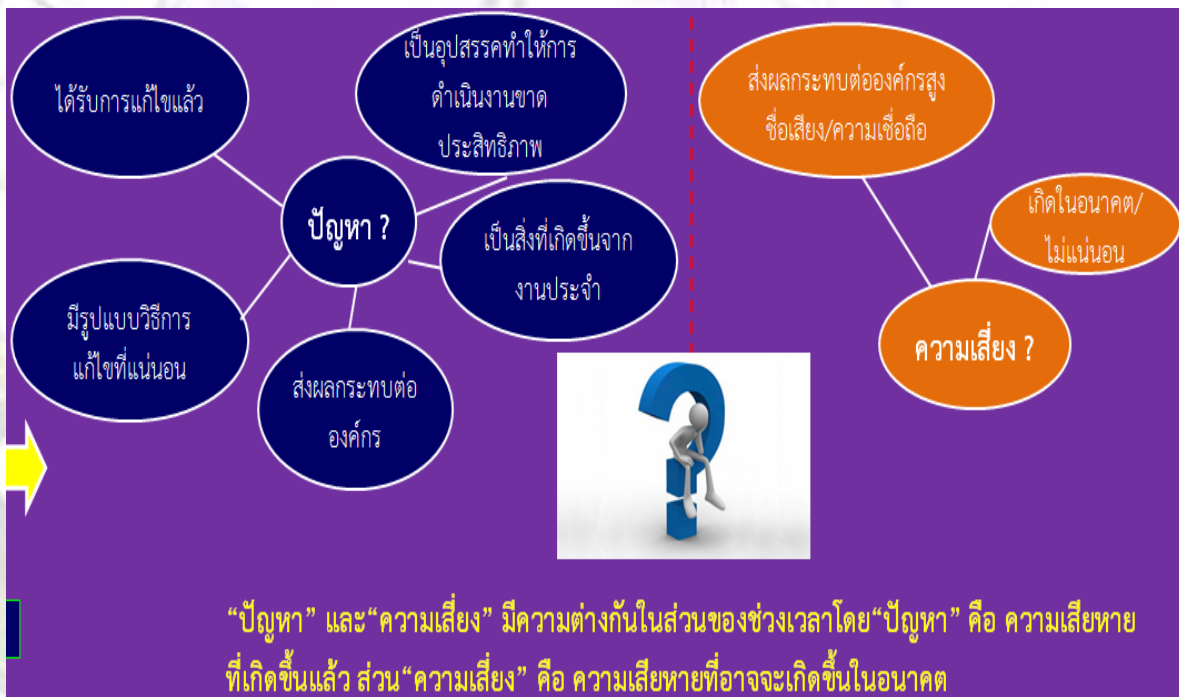 ได้รับการแก้ไขแล้ว
เป็นอุปสรรคทำให้การ
ดำเนินงานขาด
ประสิทธิภาพ
ปัญหา ?
เป็นสิ่งที่เกิดขึ้นจาก
งานประจำ
มีรูปแบบวิธีการ
แก้ไขที่แน่นอน
ส่งผลกระทบต่อ
องค์กร
ส่งผลกระทบต่อองค์กรสูง
ชื่อเสียง/ความเชื่อถือ
เกิดในอนาคต/
ไม่แน่นอน
ความเสี่ยง ?
“ปัญหา” และ“ความเสี่ยง” มีความต่างกันในส่วนของช่วงเวลาโดย“ปัญหา” คือ ความเสียหาย
ที่เกิดขึ้นแล้ว ส่วน“ความเสี่ยง” คือ ความเสียหายที่อาจจะเกิดขึ้นในอนาคต